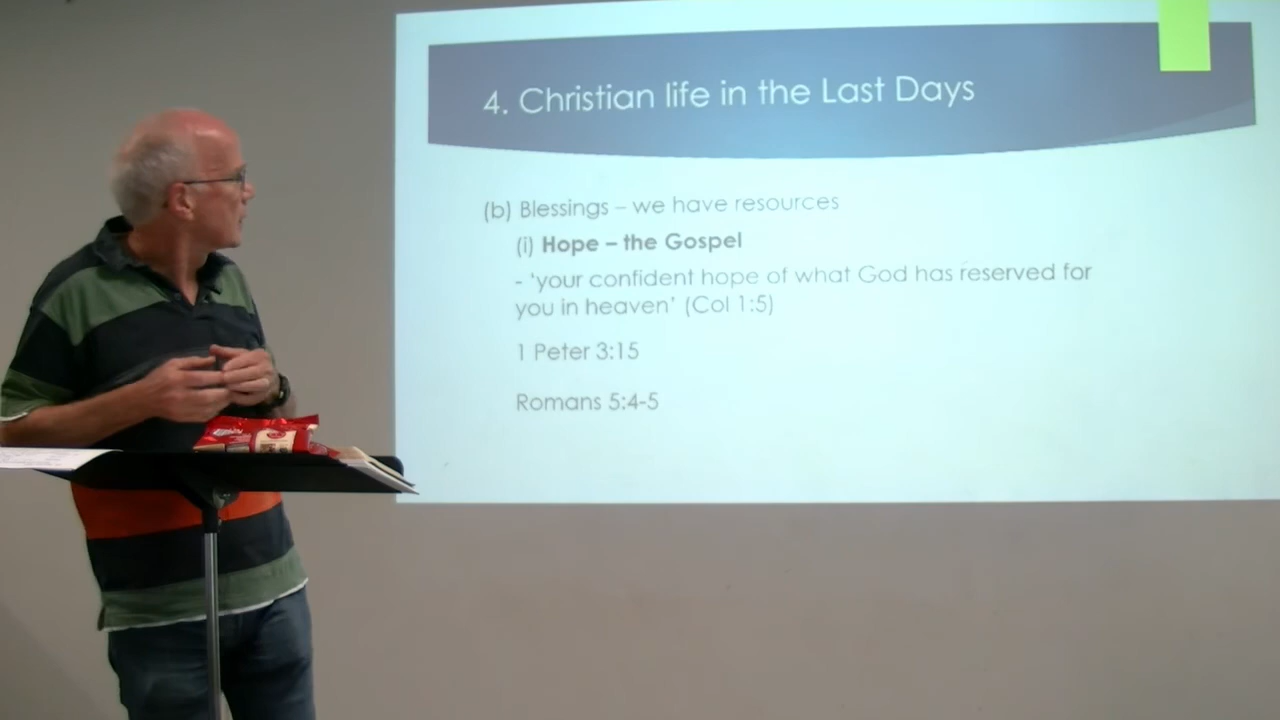 4. Christian life in the Last Days
(b) Blessings – we have resources
(i) Hope – the Gospel
- ‘your confident hope of what God has reserved for
you in heaven’ (Col 1:5)
1 Peter 3:15
Romans 5:4-5